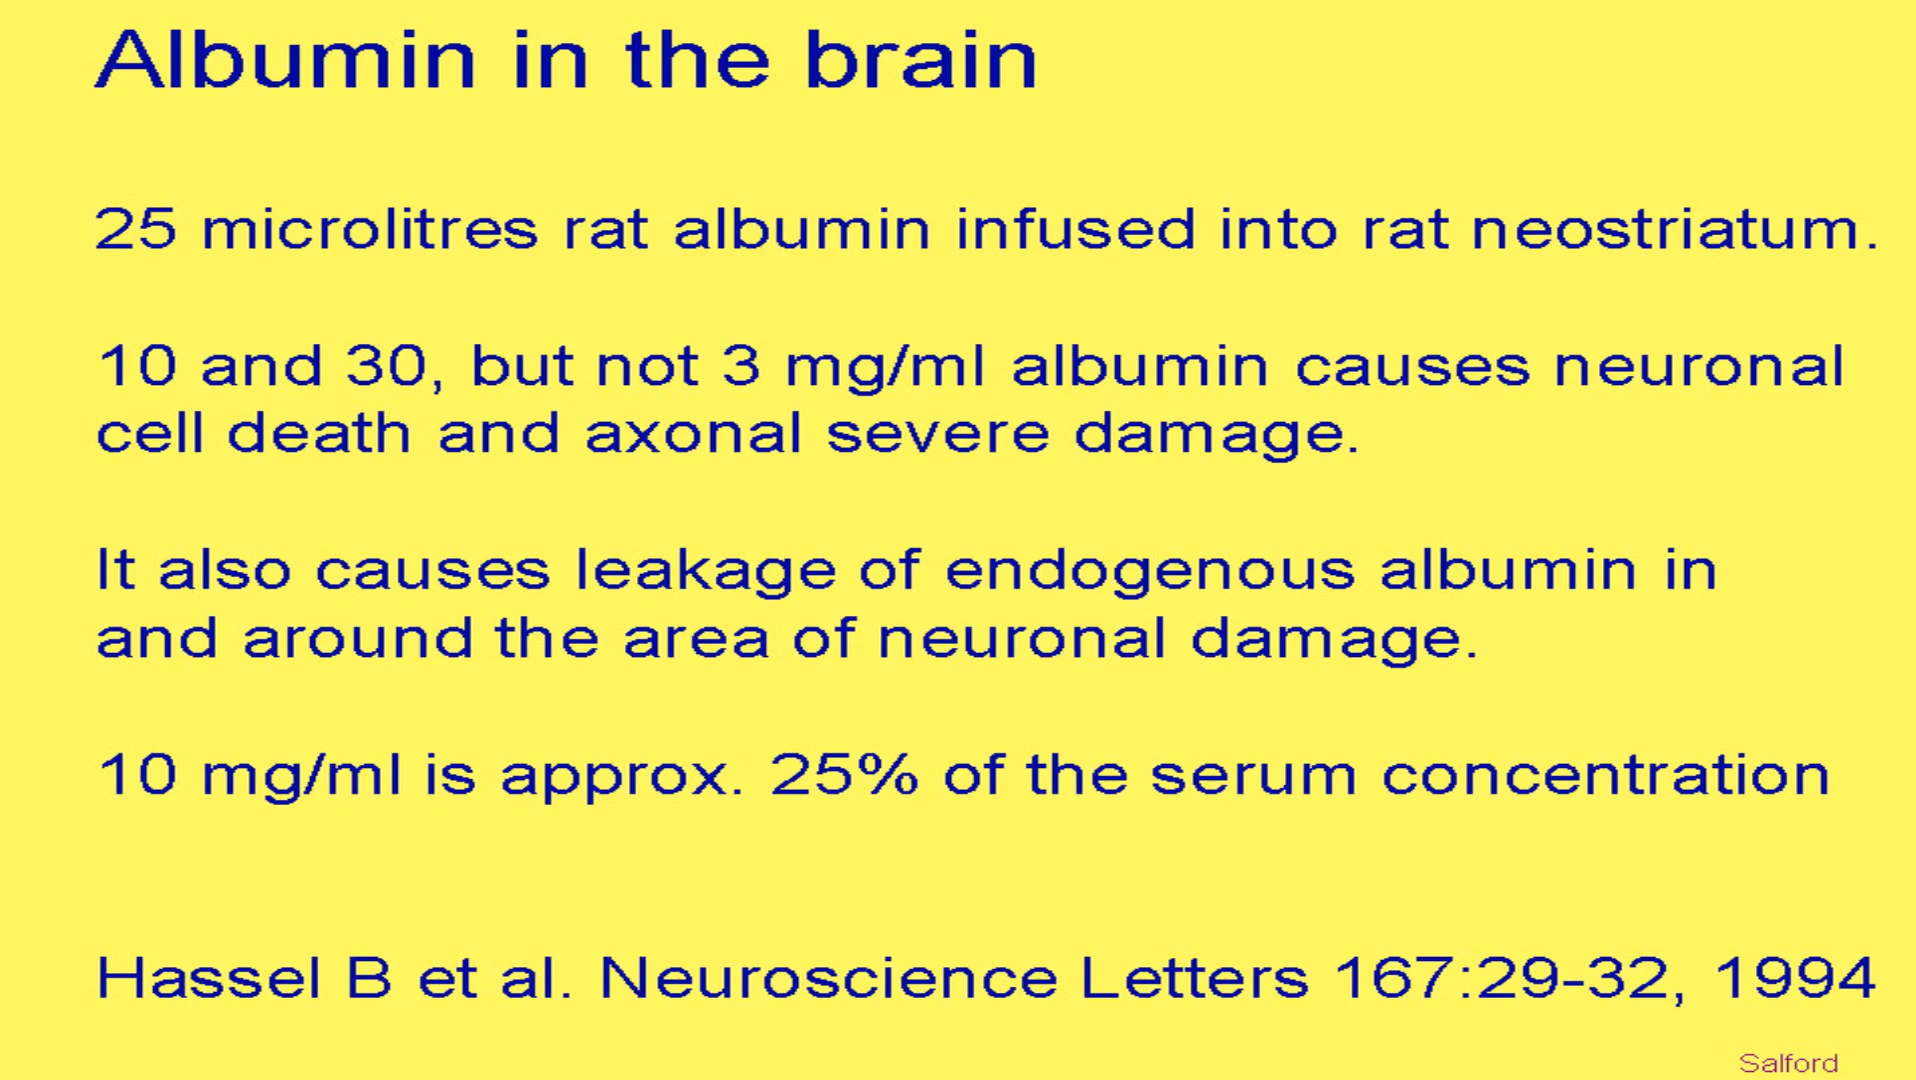 Albumin in the brain
25 microlitres rat albumin infused into rat neostriatum.
10 and 30, but not 3 mg/ml albumin causes neuronal
cell death and axonal severe damage.
It also causes leakage of endogenous albumin in
and around the area of neuronal damage.
10 mg/ml is approx. 25% of the serum concentration
Hassel B et al. Neuroscience Letters 167:29-32, 1994
Salford